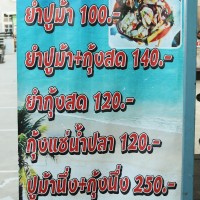 ยำปูม้า 100.-
ยำปูม้า+กุ้งสด 140.-
ยำกุ้งสด 120.-
กุ้งแช่น้ำปลา 120.-
ปูม้านึ่ง+กุ้งนึ่ง 250.-